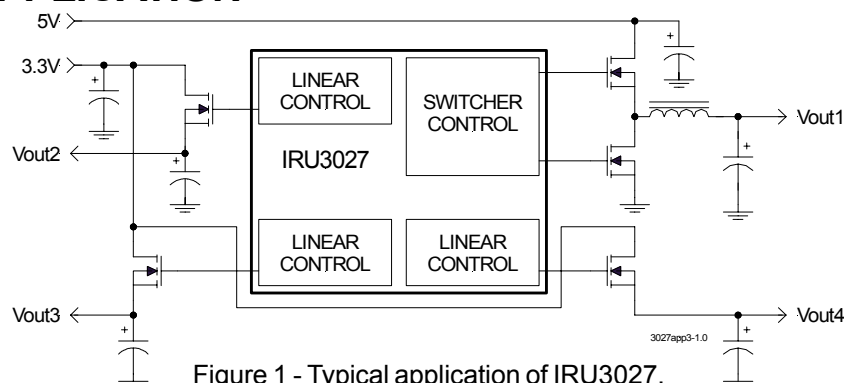 5V
3.3V
LINEAR
CONTROL
SWITCHER
CONTROL
Vout1
Vout2
IRU3027
LINEAR
CONTROL
LINEAR
CONTROL
Vout3
Vout4
3027app3-1.0
Figure 1 - Typical application of IRU3027.